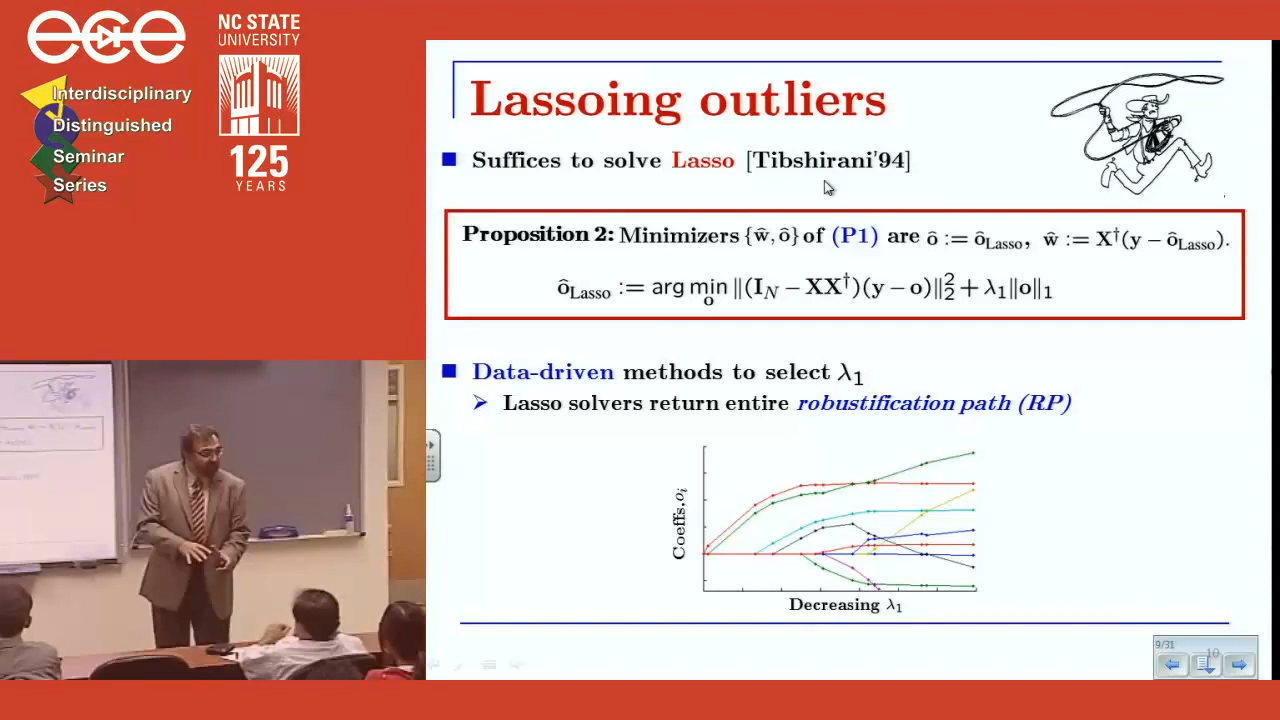 ece
NC STATE
UNIVERSITY
Interdisciplinary
Distinguished
Seminar
Series
125
YEARS
Lassoing outliers
Suffices to solve Lasso [Tibshirani'94]
Proposition 2: Minimizers {ŵ, ô} of (P1) are ô := ô_Lasso, ŵ := X†(y − ô_Lasso).
ô_Lasso := arg min_o ‖(I_N − XX†)(y − o)‖₂² + λ₁‖o‖₁
Data-driven methods to select λ₁
Lasso solvers return entire robustification path (RP)
Coeffs. o_i
Decreasing λ₁
9/31
10